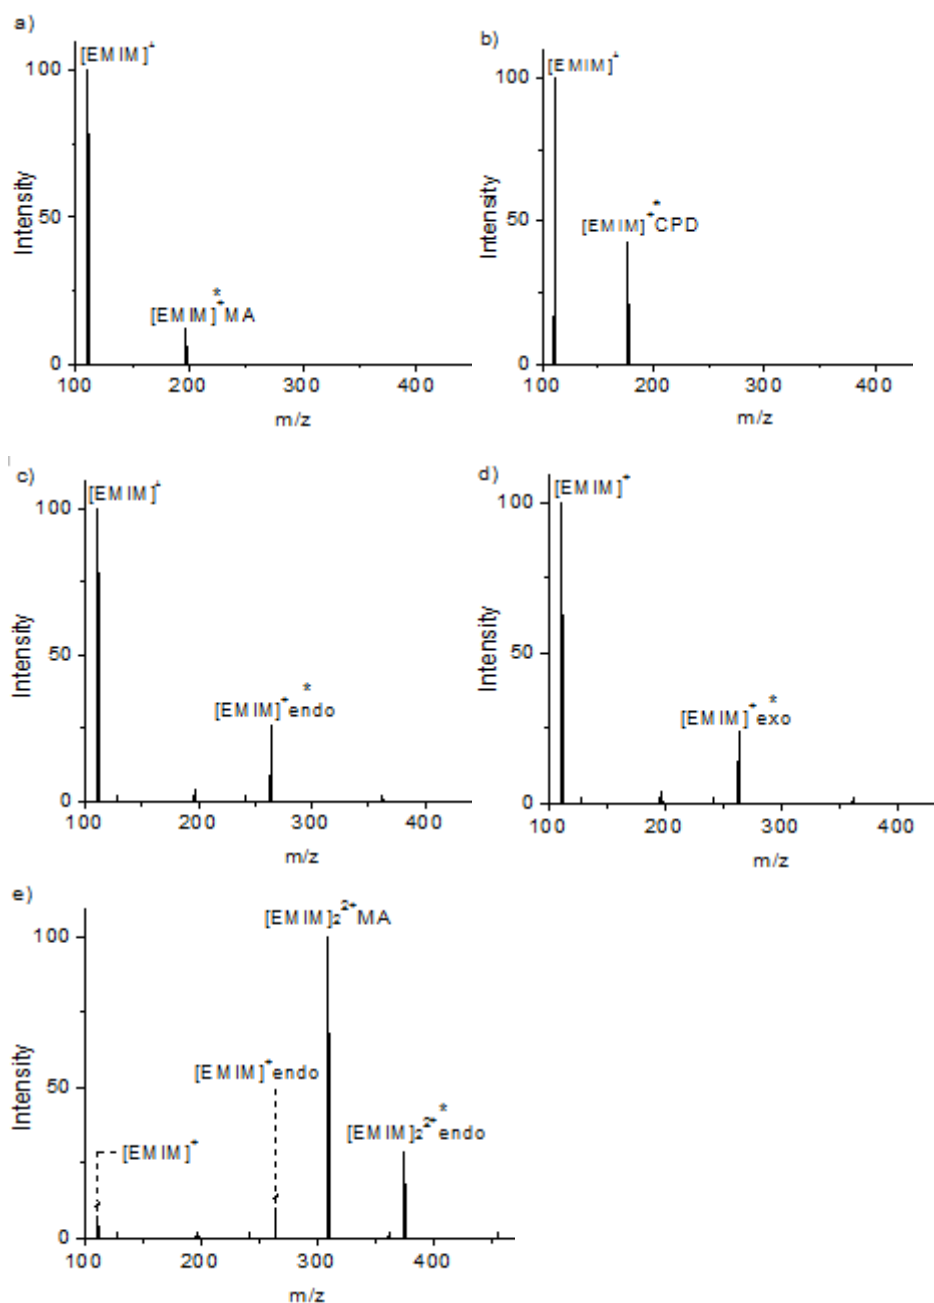 a)
[EMIM]⁺
100
50
0
Intensity
*
[EMIM]⁺MA
100 200 300 400
m/z
b)
[EMIM]⁺
100
50
0
Intensity
*
[EMIM]⁺CPD
100 200 300 400
m/z
c)
[EMIM]⁺
100
50
0
Intensity
*
[EMIM]⁺endo
100 200 300 400
m/z
d)
[EMIM]⁺
100
50
0
Intensity
*
[EMIM]⁺exo
100 200 300 400
m/z
e)
[EMIM]₂²⁺MA
100
50
0
Intensity
[EMIM]⁺endo
*
[EMIM]₂²⁺endo
[EMIM]⁺
100 200 300 400
m/z